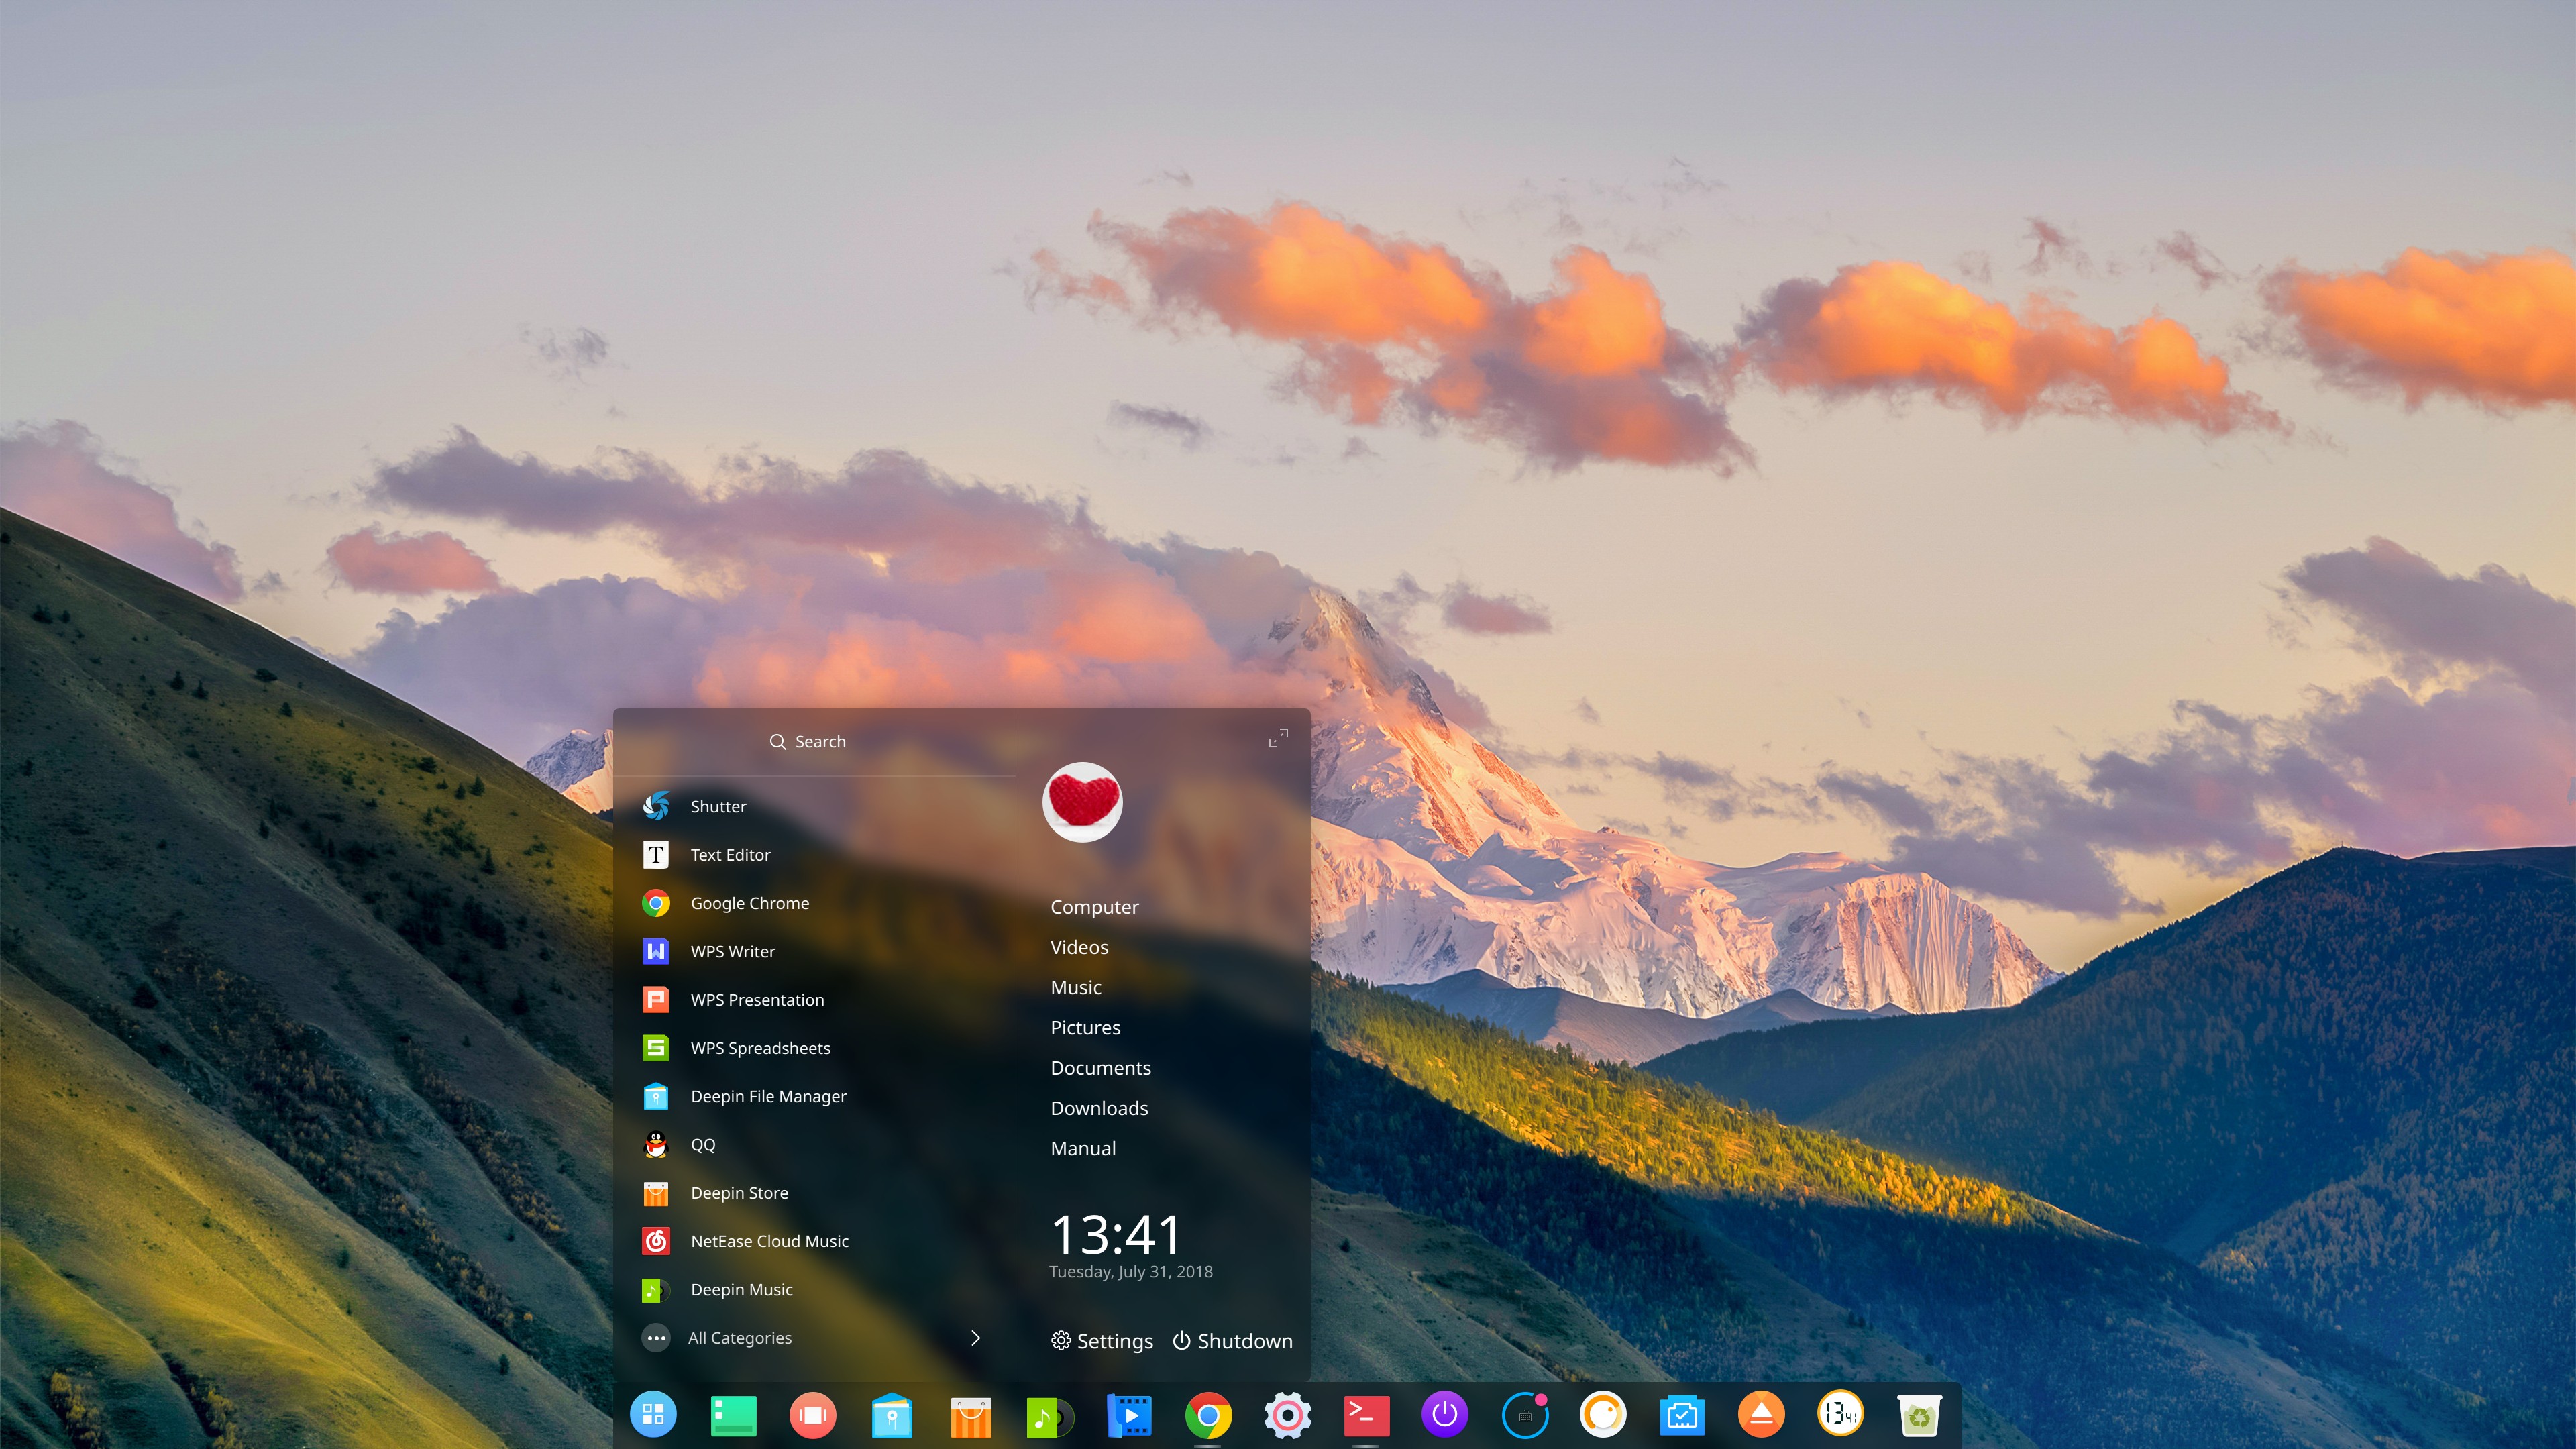 Search
Shutter
Text Editor
Google Chrome
WPS Writer
WPS Presentation
WPS Spreadsheets
Deepin File Manager
QQ
Deepin Store
NetEase Cloud Music
Deepin Music
All Categories
Computer
Videos
Music
Pictures
Documents
Downloads
Manual
13:41
Tuesday, July 31, 2018
Settings
Shutdown
13 41